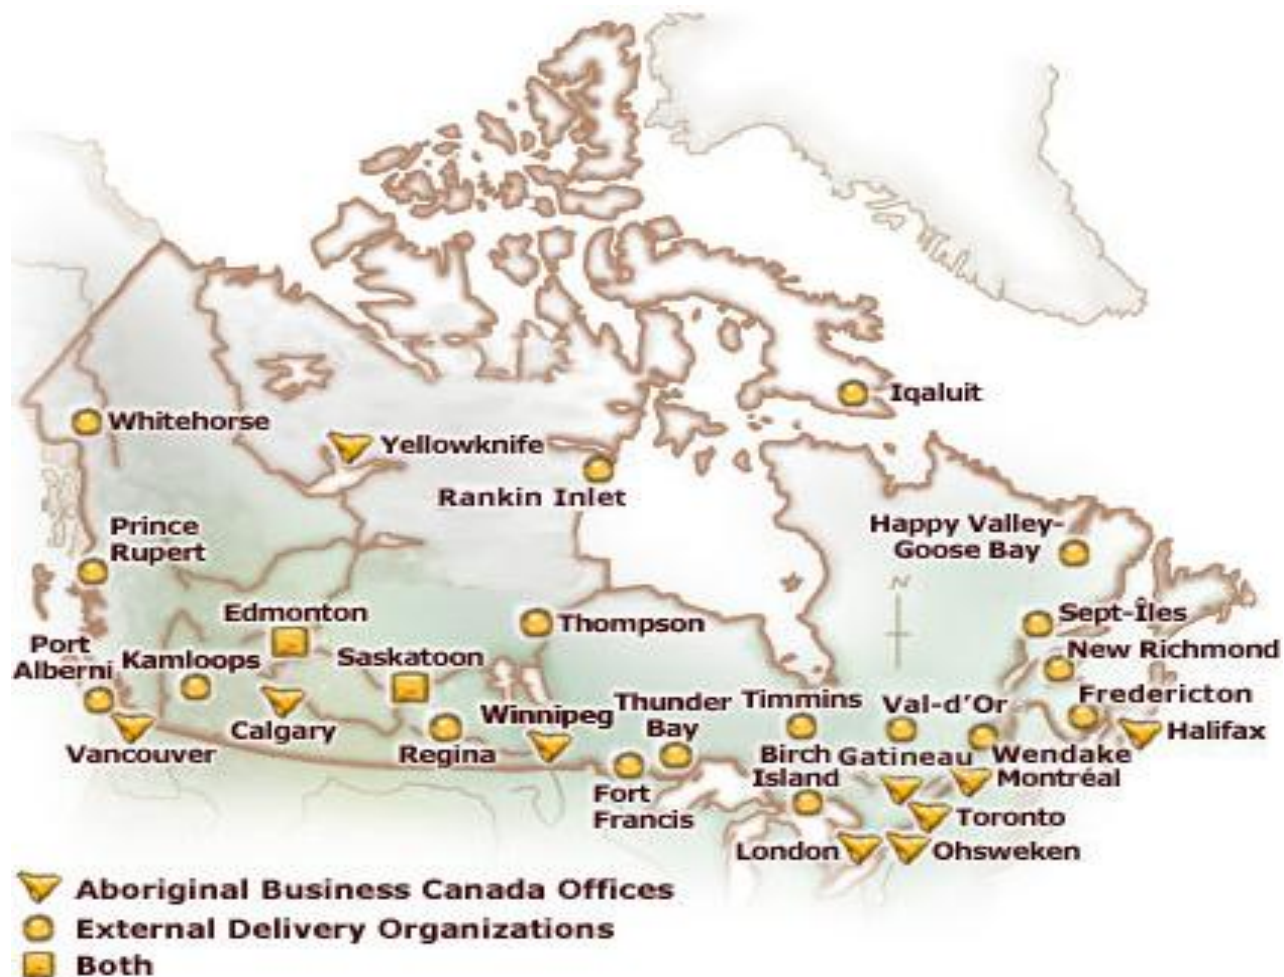 Iqaluit
Whitehorse
Yellowknife
Rankin Inlet
Prince
Rupert
Happy Valley-
Goose Bay
N
Edmonton
Thompson
Sept-Îles
Port
Alberni
Kamloops
Saskatoon
New Richmond
Calgary
Winnipeg
Thunder
Bay
Timmins
Val-d'Or
Fredericton
Vancouver
Regina
Halifax
Birch
Island
Gatineau
Wendake
Montréal
Fort
Francis
Toronto
London
Ohsweken
Aboriginal Business Canada Offices
External Delivery Organizations
Both